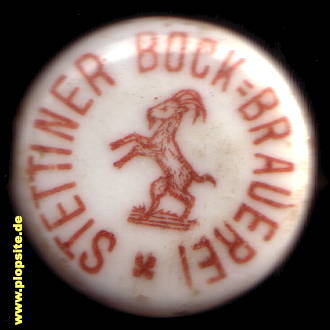 STETTINER BOCK=BRAUEREI
www.plopsite.de